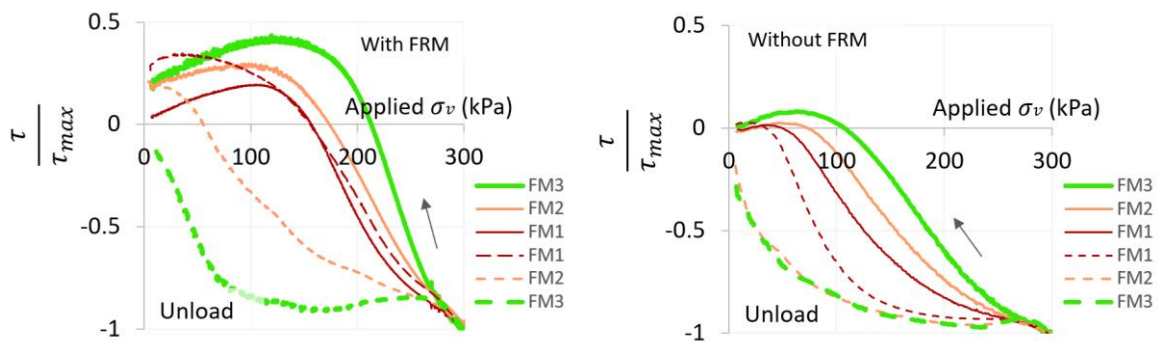 0.5
With FRM
Applied σᵥ (kPa)
τ
τₘₐₓ
0
0
100
200
300
-0.5
-1
Unload
FM3
FM2
FM1
FM1
FM2
FM3
0.5
Without FRM
Applied σᵥ (kPa)
τ
τₘₐₓ
0
0
100
200
300
-0.5
-1
Unload
FM3
FM2
FM1
FM1
FM2
FM3